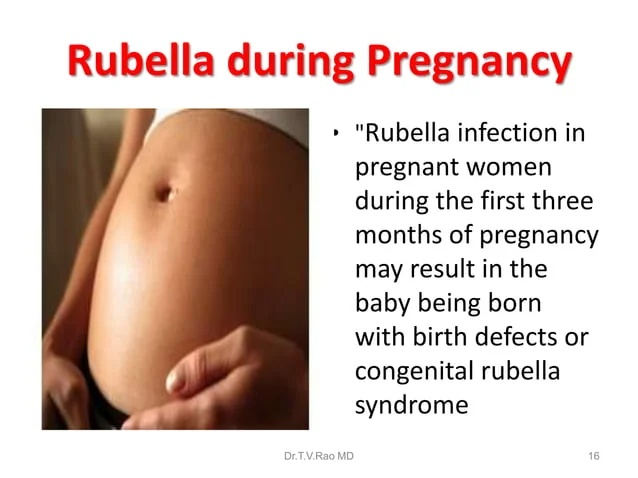 Rubella during Pregnancy
• "Rubella infection in
pregnant women
during the first three
months of pregnancy
may result in the
baby being born
with birth defects or
congenital rubella
syndrome
Dr.T.V.Rao MD
16